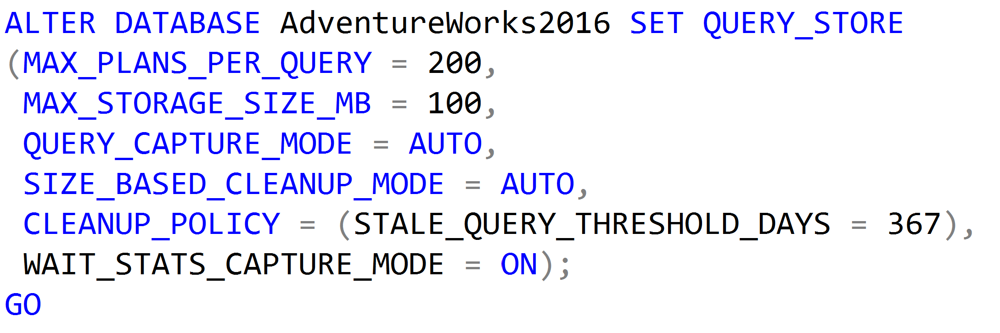 ALTER DATABASE AdventureWorks2016 SET QUERY_STORE
(MAX_PLANS_PER_QUERY = 200,
MAX_STORAGE_SIZE_MB = 100,
QUERY_CAPTURE_MODE = AUTO,
SIZE_BASED_CLEANUP_MODE = AUTO,
CLEANUP_POLICY = (STALE_QUERY_THRESHOLD_DAYS = 367),
WAIT_STATS_CAPTURE_MODE = ON);
GO